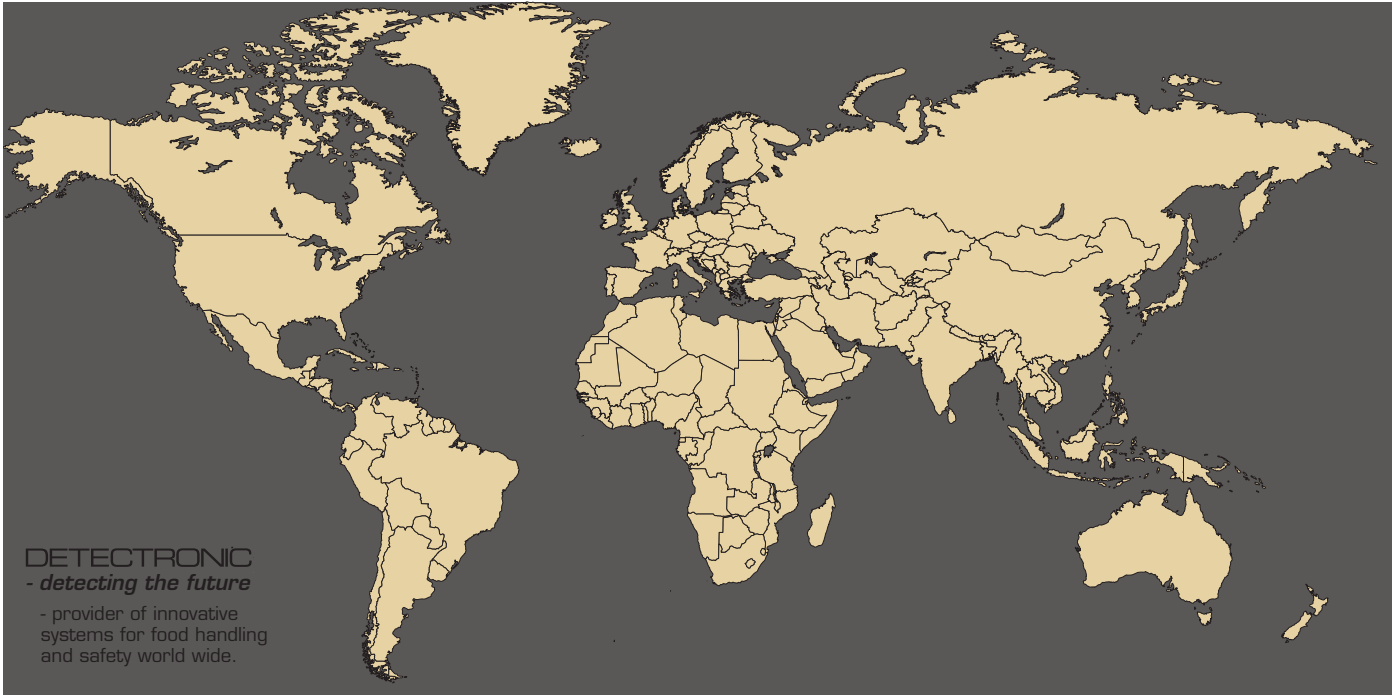 DETECTRONIC
- detecting the future
- provider of innovative
systems for food handling
and safety world wide.